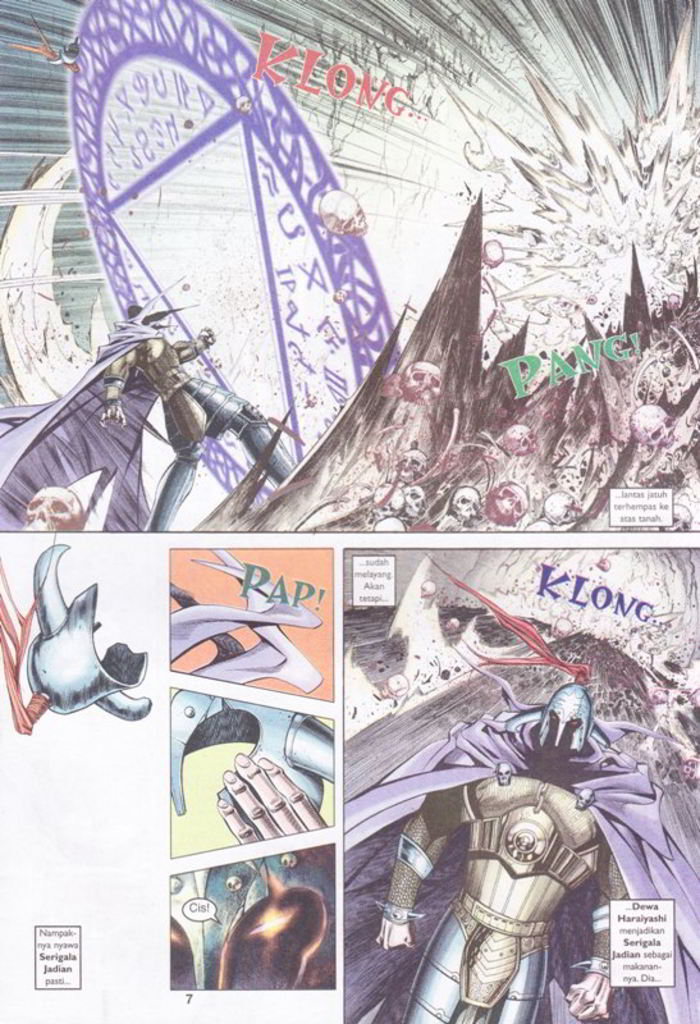 KLONG...
PANG!
...lantas jatuh
terhempas ke
atas tanah.
PAP!
Cis!
Nampak-
nya nyawa
Serigala
Jadian
pasti...
...sudah
melayang.
Akan
tetapi...
KLONG...
...Dewa
Haraiyashi
menjadikan
Serigala
Jadian sebagai
makanan-
nya. Dia...
7